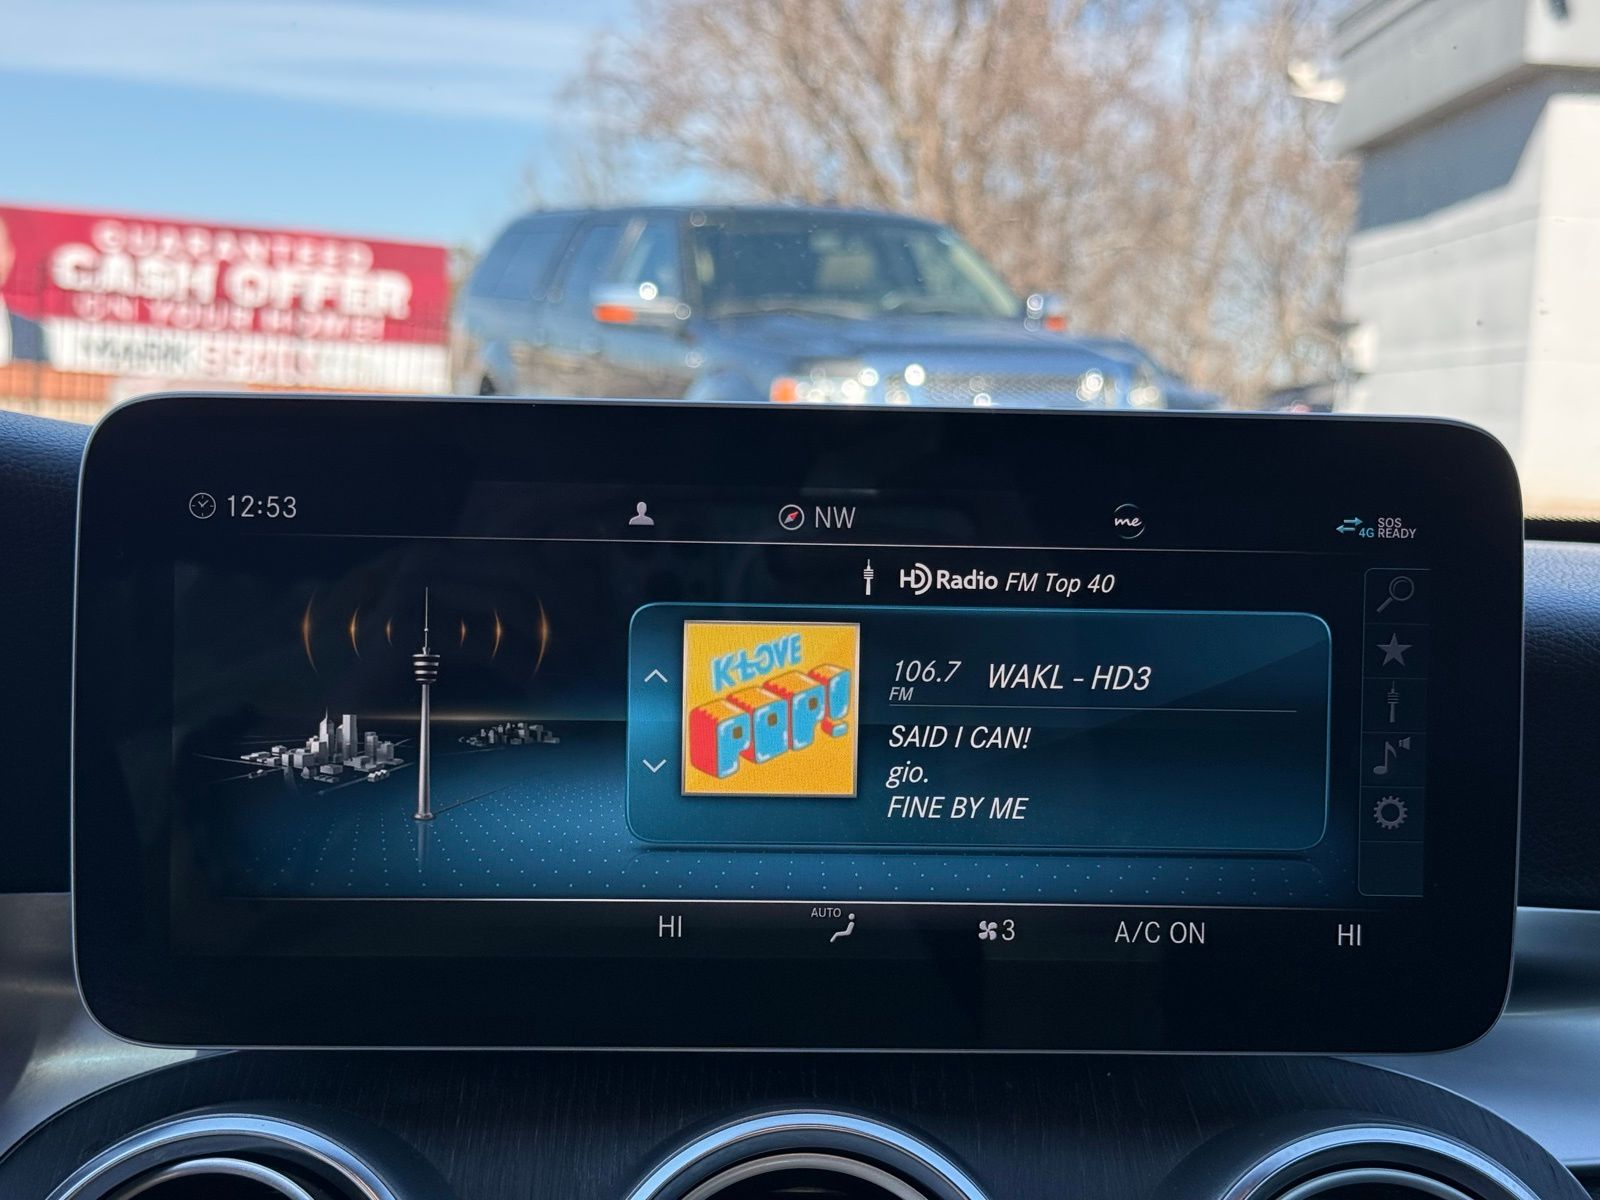 GUARANTEED
CASH OFFER
ON YOUR HOME!
MARK
12:53
NW
me
4G
SOS
READY
HD Radio FM Top 40
K-LOVE
POP!
106.7
FM
WAKL - HD3
SAID I CAN!
gio.
FINE BY ME
HI
AUTO
3
A/C ON
HI